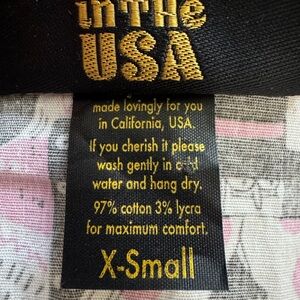 in THe
USA
made lovingly for you
in California, USA.
If you cherish it please
wash gently in cold
water and hang dry.
97% cotton 3% lycra
for maximum comfort.
X-Small